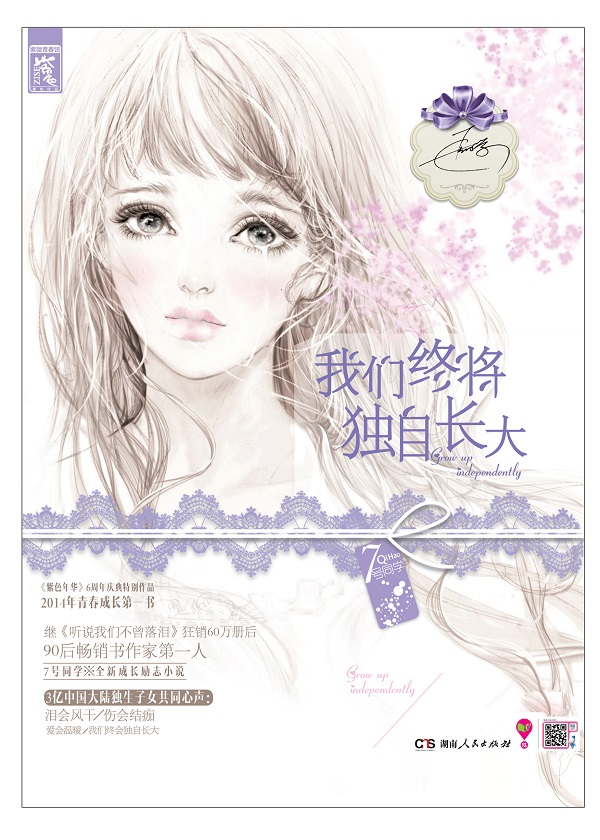 紫陌青春馆
ZISE
我们终将
独自长大
Grow up
independently
7
QiHao
号同学
《紫色年华》6周年庆典特别作品
2014年青春成长第一书
继《听说我们不曾落泪》狂销60万册后
90后畅销书作家第一人
7号同学※全新成长励志小说
3亿中国大陆独生子女共同心声：
泪会风干／伤会结痂
爱会温暖／我们终会独自长大
Grow up
independently
湖南人民出版社